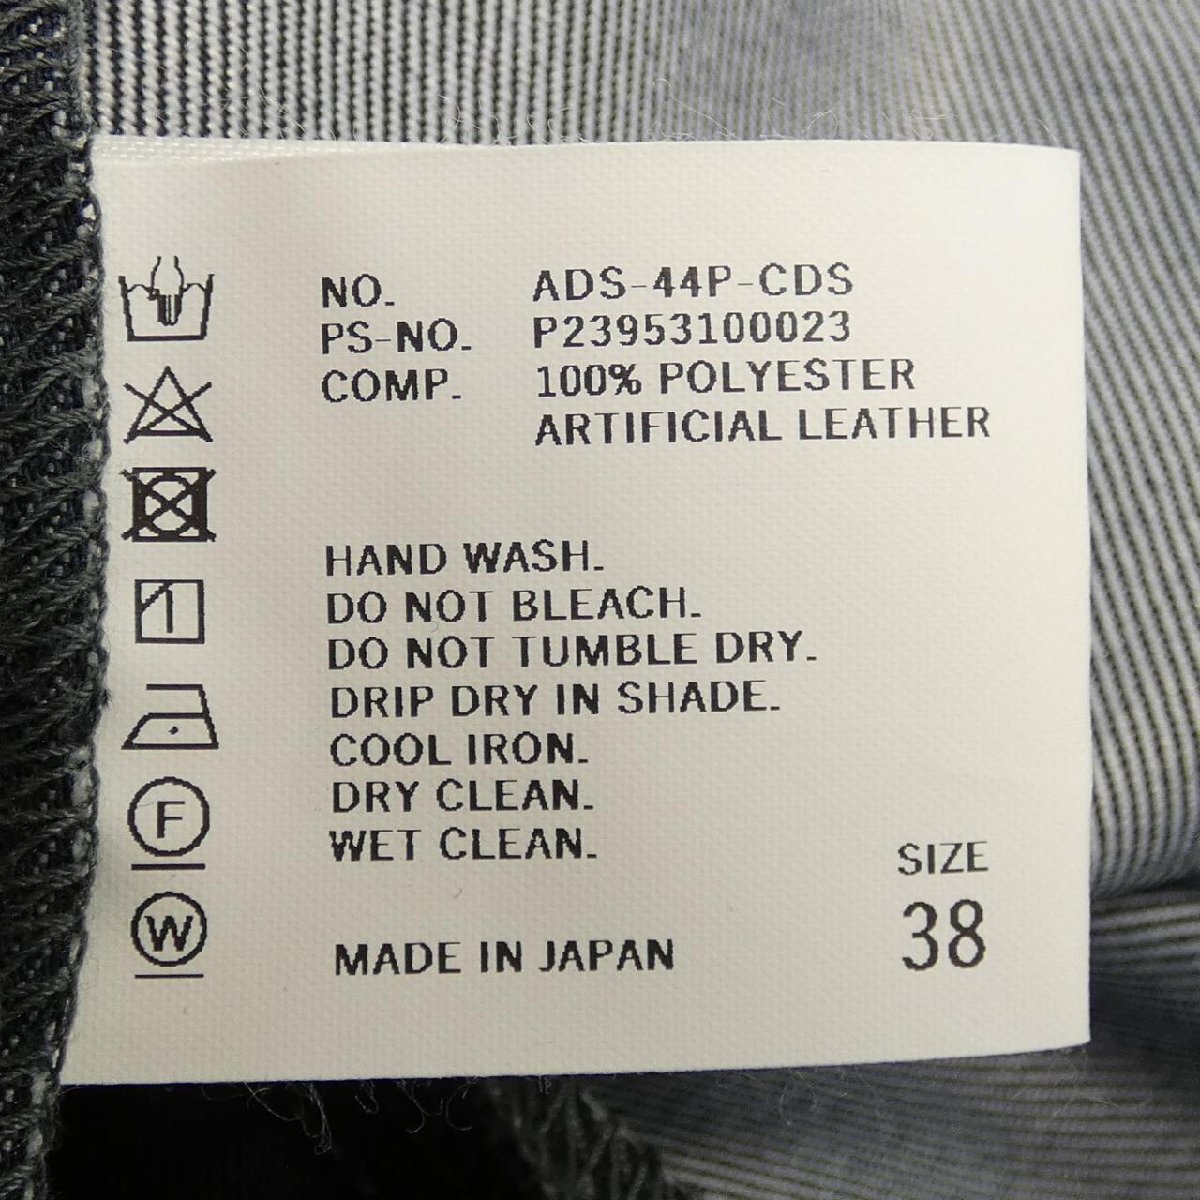 NO. ADS-44P-CDS
PS-NO. P23953100023
COMP. 100% POLYESTER
ARTIFICIAL LEATHER
HAND WASH.
DO NOT BLEACH.
DO NOT TUMBLE DRY.
DRIP DRY IN SHADE.
COOL IRON.
F
DRY CLEAN.
WET CLEAN.
W
MADE IN JAPAN
SIZE
38